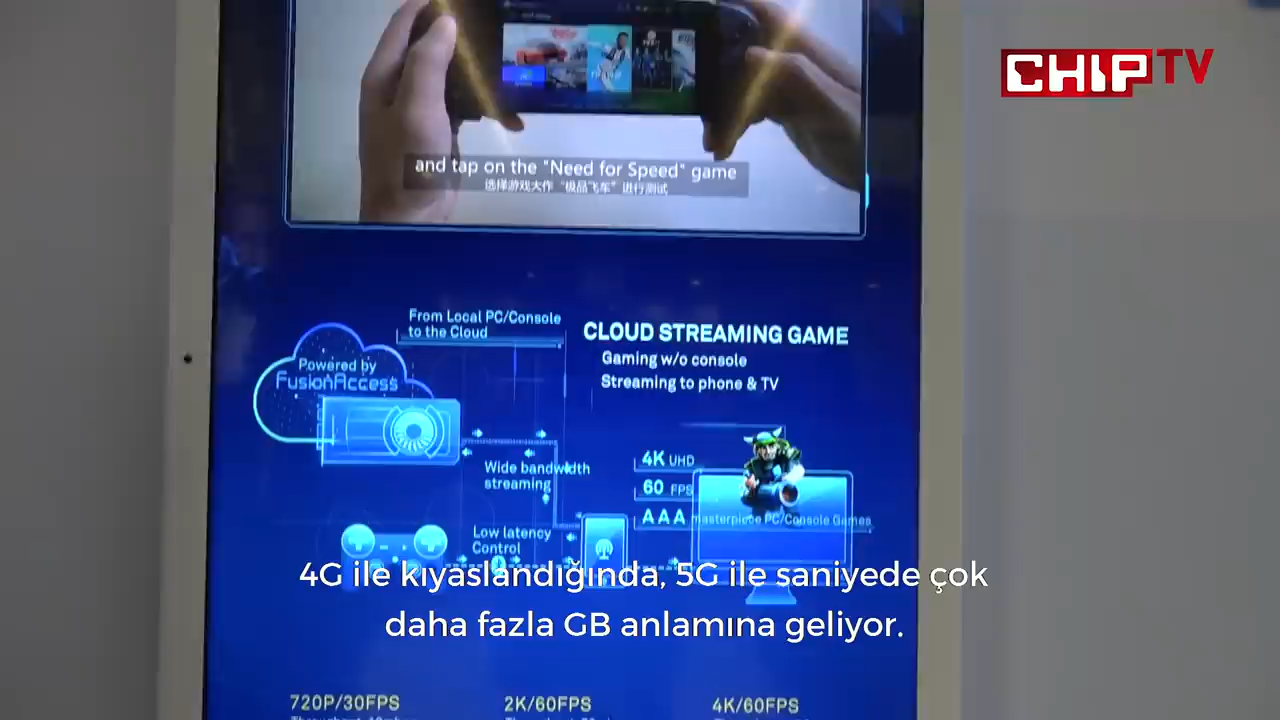 CHIP TV
and tap on the "Need for Speed" game
选择游戏大作 “极品飞车” 进行测试
From Local PC/Console
to the Cloud
CLOUD STREAMING GAME
Gaming w/o console
Streaming to phone & TV
Powered by
FusionAccess
Wide bandwidth
streaming
4K UHD
60 FPS
AAA masterpiece PC/Console Games
Low latency
Control
4G ile kıyaslandığında, 5G ile saniyede çok
daha fazla GB anlamına geliyor.
720P/30FPS
2K/60FPS
4K/60FPS